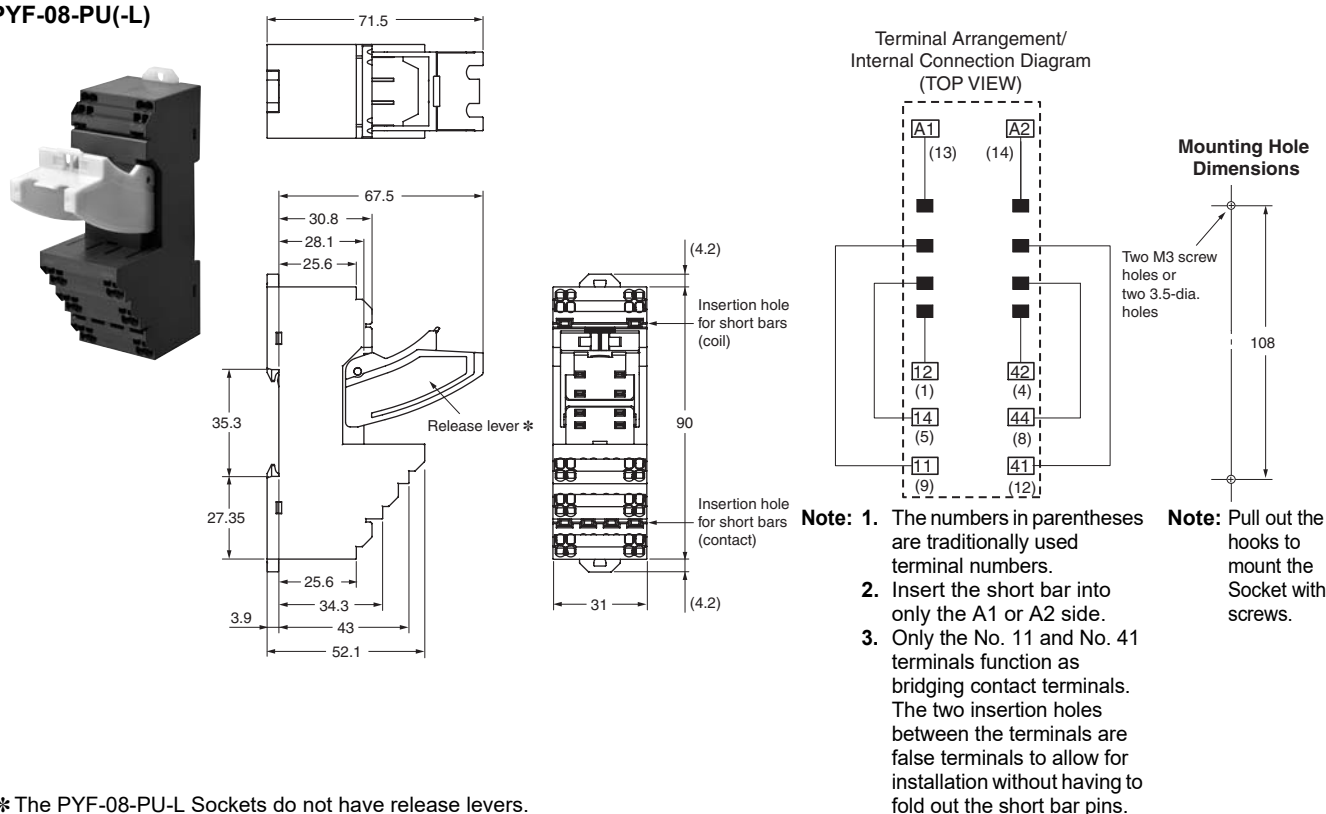 PYF-08-PU(-L)
71.5
67.5
30.8
28.1
25.6
35.3
27.35
Release lever *
25.6
34.3
3.9
43
52.1
(4.2)
Insertion hole
for short bars
(coil)
90
Insertion hole
for short bars
(contact)
31
(4.2)
Terminal Arrangement/
Internal Connection Diagram
(TOP VIEW)
A1
A2
(13)
(14)
12
42
(1)
(4)
14
44
(5)
(8)
11
41
(9)
(12)
Note: 1. The numbers in parentheses
are traditionally used
terminal numbers.
2. Insert the short bar into
only the A1 or A2 side.
3. Only the No. 11 and No. 41
terminals function as
bridging contact terminals.
The two insertion holes
between the terminals are
false terminals to allow for
installation without having to
fold out the short bar pins.
Mounting Hole
Dimensions
Two M3 screw
holes or
two 3.5-dia.
holes
108
Note: Pull out the
hooks to
mount the
Socket with
screws.
* The PYF-08-PU-L Sockets do not have release levers.